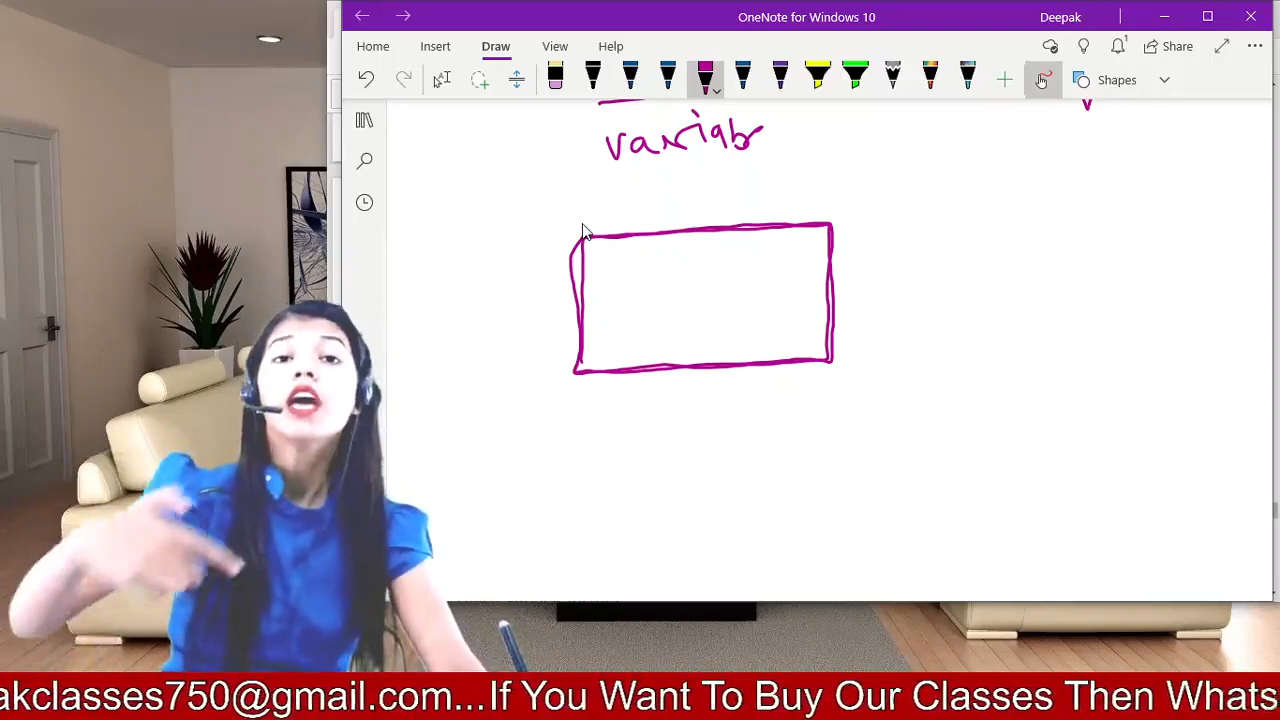 OneNote for Windows 10
Deepak
Home
Insert
Draw
View
Help
Share
Shapes
akclasses750@gmail.com...If You Want To Buy Our Classes Then Whats